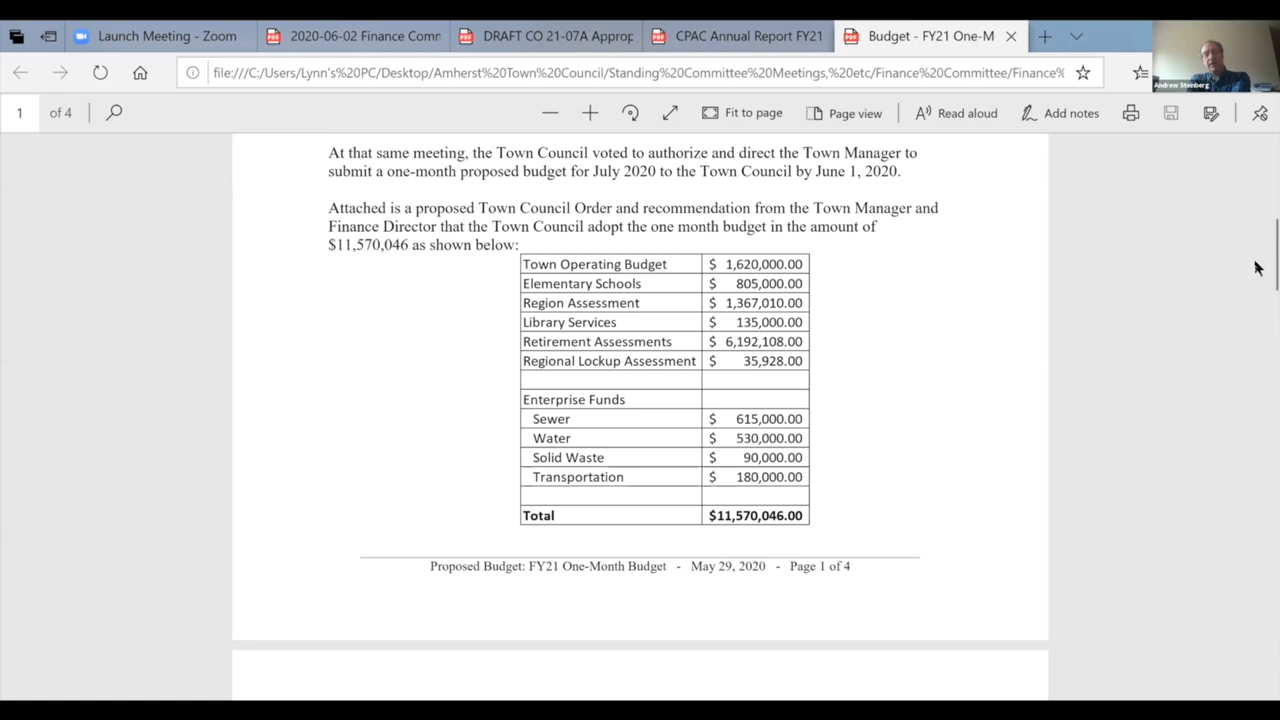 Launch Meeting - Zoom
2020-06-02 Finance Comm
DRAFT CO 21-07A Approp
CPAC Annual Report FY21
Budget - FY21 One-M
file:///C:/Users/Lynn's%20PC/Desktop/Amherst%20Town%20Council/Standing%20Committee%20Meetings,%20etc/Finance%20Committee/Finance%
Andrew Steinberg
1 of 4
Fit to page
Page view
Read aloud
Add notes
At that same meeting, the Town Council voted to authorize and direct the Town Manager to
submit a one-month proposed budget for July 2020 to the Town Council by June 1, 2020.
Attached is a proposed Town Council Order and recommendation from the Town Manager and
Finance Director that the Town Council adopt the one month budget in the amount of
$11,570,046 as shown below:
Town Operating Budget $ 1,620,000.00
Elementary Schools $ 805,000.00
Region Assessment $ 1,367,010.00
Library Services $ 135,000.00
Retirement Assessments $ 6,192,108.00
Regional Lockup Assessment $ 35,928.00
Enterprise Funds
Sewer $ 615,000.00
Water $ 530,000.00
Solid Waste $ 90,000.00
Transportation $ 180,000.00
Total $11,570,046.00
Proposed Budget: FY21 One-Month Budget - May 29, 2020 - Page 1 of 4